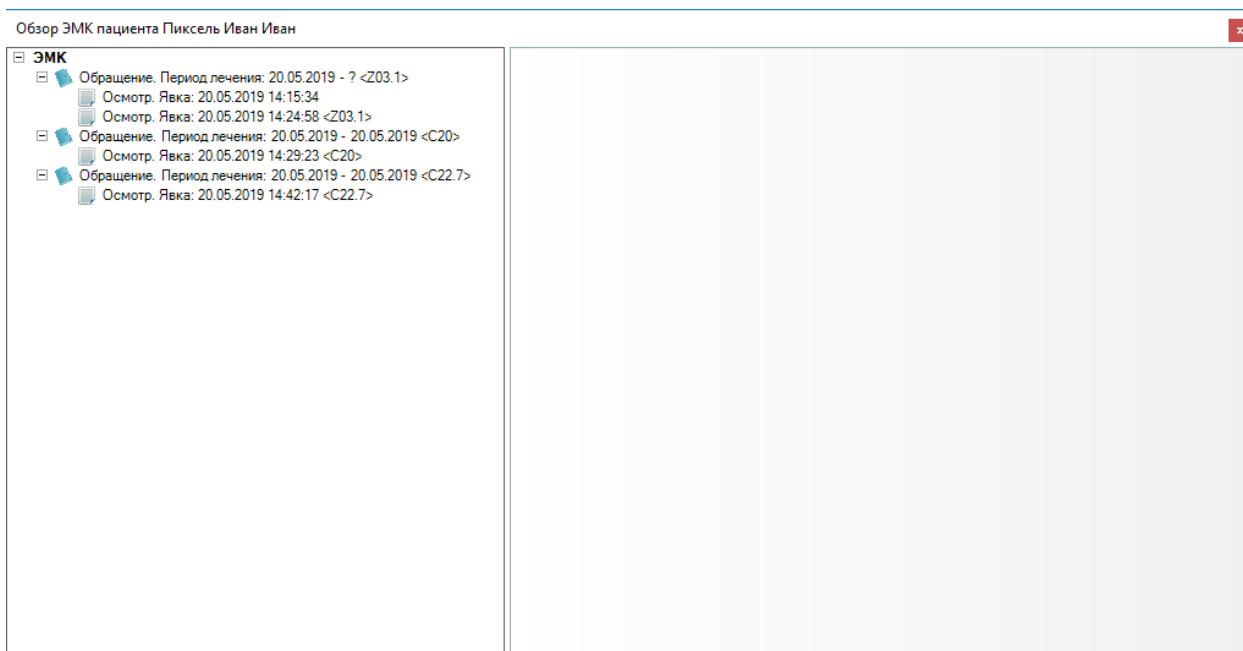 Обзор ЭМК пациента Пиксель Иван Иван
x
ЭМК
Обращение. Период лечения: 20.05.2019 - ? <Z03.1>
Осмотр. Явка: 20.05.2019 14:15:34
Осмотр. Явка: 20.05.2019 14:24:58 <Z03.1>
Обращение. Период лечения: 20.05.2019 - 20.05.2019 <C20>
Осмотр. Явка: 20.05.2019 14:29:23 <C20>
Обращение. Период лечения: 20.05.2019 - 20.05.2019 <C22.7>
Осмотр. Явка: 20.05.2019 14:42:17 <C22.7>